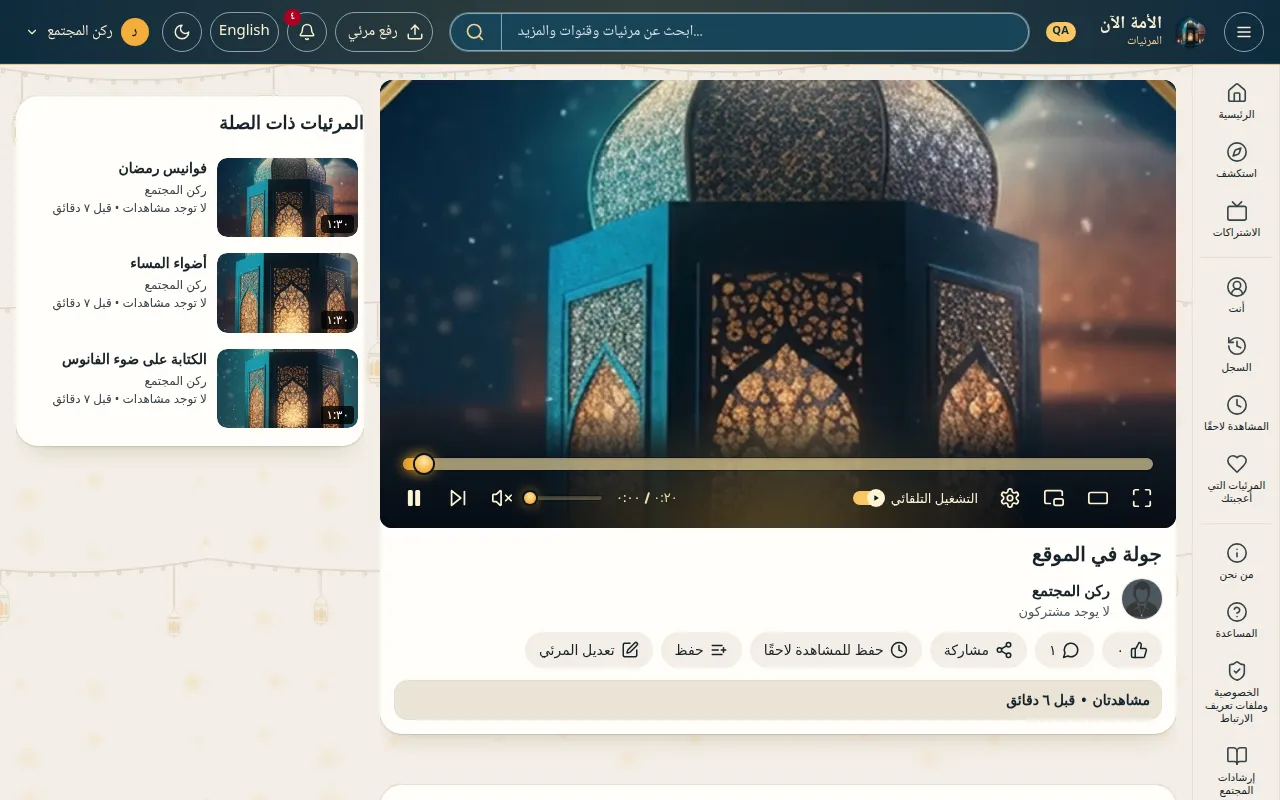 الأمة الآن
المرئيات
QA
ابحث عن مرئيات وقنوات والمزيد...
رفع مرئي
٤
English
ر
ركن المجتمع
الرئيسية
استكشف
الاشتراكات
أنت
السجل
المشاهدة لاحقًا
المرئيات التي
أعجبتك
من نحن
المساعدة
الخصوصية
وملفات تعريف
الارتباط
إرشادات
المجتمع
التشغيل التلقائي
٠:٠٠ / ٠:٢٠
جولة في الموقع
ركن المجتمع
لا يوجد مشتركون
٠
١
مشاركة
حفظ للمشاهدة لاحقًا
حفظ
تعديل المرئي
مشاهدتان • قبل ٦ دقائق
المرئيات ذات الصلة
فوانيس رمضان
ركن المجتمع
لا توجد مشاهدات • قبل ٧ دقائق
١:٣٠
أضواء المساء
ركن المجتمع
لا توجد مشاهدات • قبل ٧ دقائق
١:٣٠
الكتابة على ضوء الفانوس
ركن المجتمع
لا توجد مشاهدات • قبل ٧ دقائق
١:٣٠